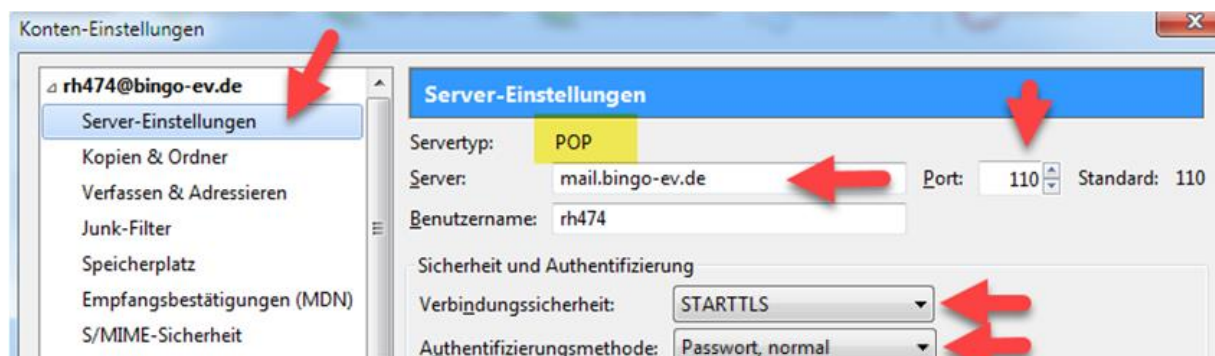 Konten-Einstellungen
rh474@bingo-ev.de
Server-Einstellungen
Kopien & Ordner
Verfassen & Adressieren
Junk-Filter
Speicherplatz
Empfangsbestätigungen (MDN)
S/MIME-Sicherheit
Server-Einstellungen
Servertyp: POP
Server: mail.bingo-ev.de Port: 110 Standard: 110
Benutzername: rh474
Sicherheit und Authentifizierung
Verbindungssicherheit: STARTTLS
Authentifizierungsmethode: Passwort, normal